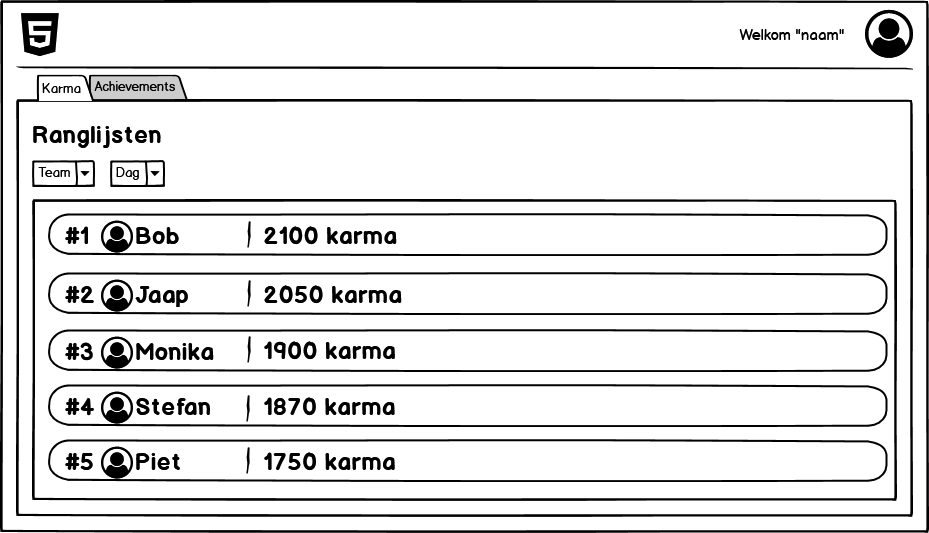 5
Welkom "naam"
Karma Achievements
Ranglijsten
Team Dag
#1 Bob 2100 karma
#2 Jaap 2050 karma
#3 Monika 1900 karma
#4 Stefan 1870 karma
#5 Piet 1750 karma